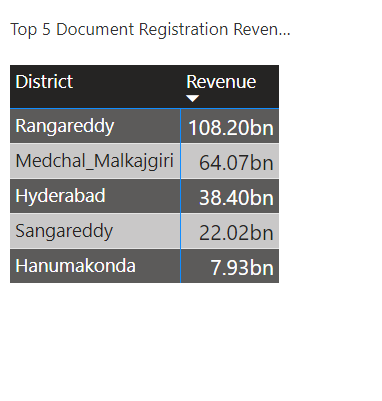 Top 5 Document Registration Reven...
District Revenue
Rangareddy 108.20bn
Medchal_Malkajgiri 64.07bn
Hyderabad 38.40bn
Sangareddy 22.02bn
Hanumakonda 7.93bn